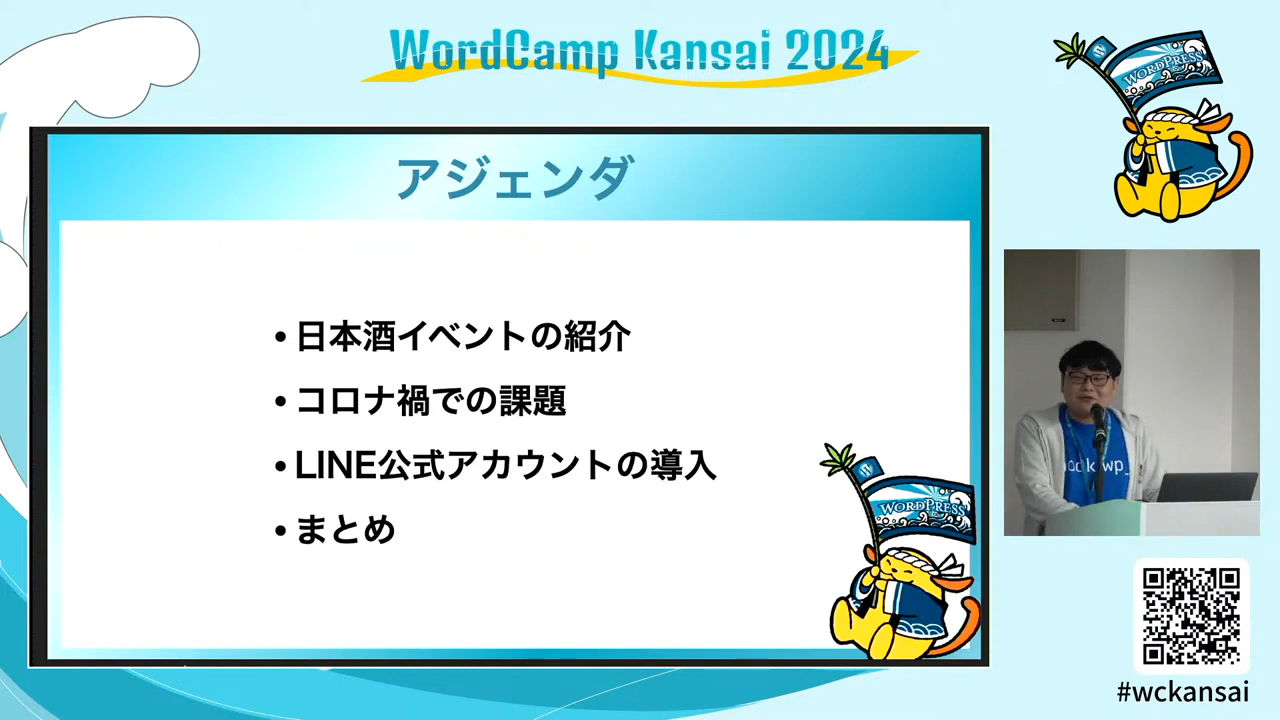 WordCamp Kansai 2024
WORDPRESS
アジェンダ
• 日本酒イベントの紹介
• コロナ禍での課題
• LINE公式アカウントの導入
• まとめ
WORDPRESS
#wckansai